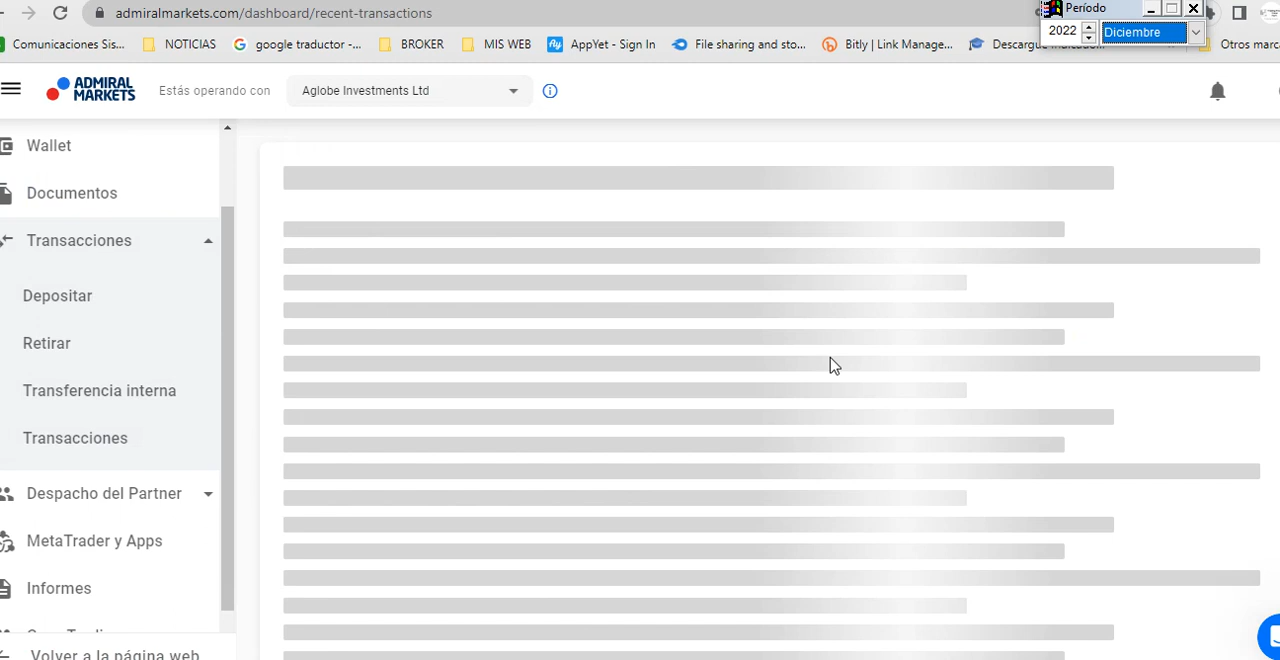 admiralmarkets.com/dashboard/recent-transactions
Período
2022 Diciembre
Comunicaciones Sis...
NOTICIAS
google traductor -...
BROKER
MIS WEB
AppYet - Sign In
File sharing and sto...
Bitly | Link Manage...
Otros marc
ADMIRAL
MARKETS
Estás operando con
Aglobe Investments Ltd
Wallet
Documentos
Transacciones
Depositar
Retirar
Transferencia interna
Transacciones
Despacho del Partner
MetaTrader y Apps
Informes
Volver a la página web